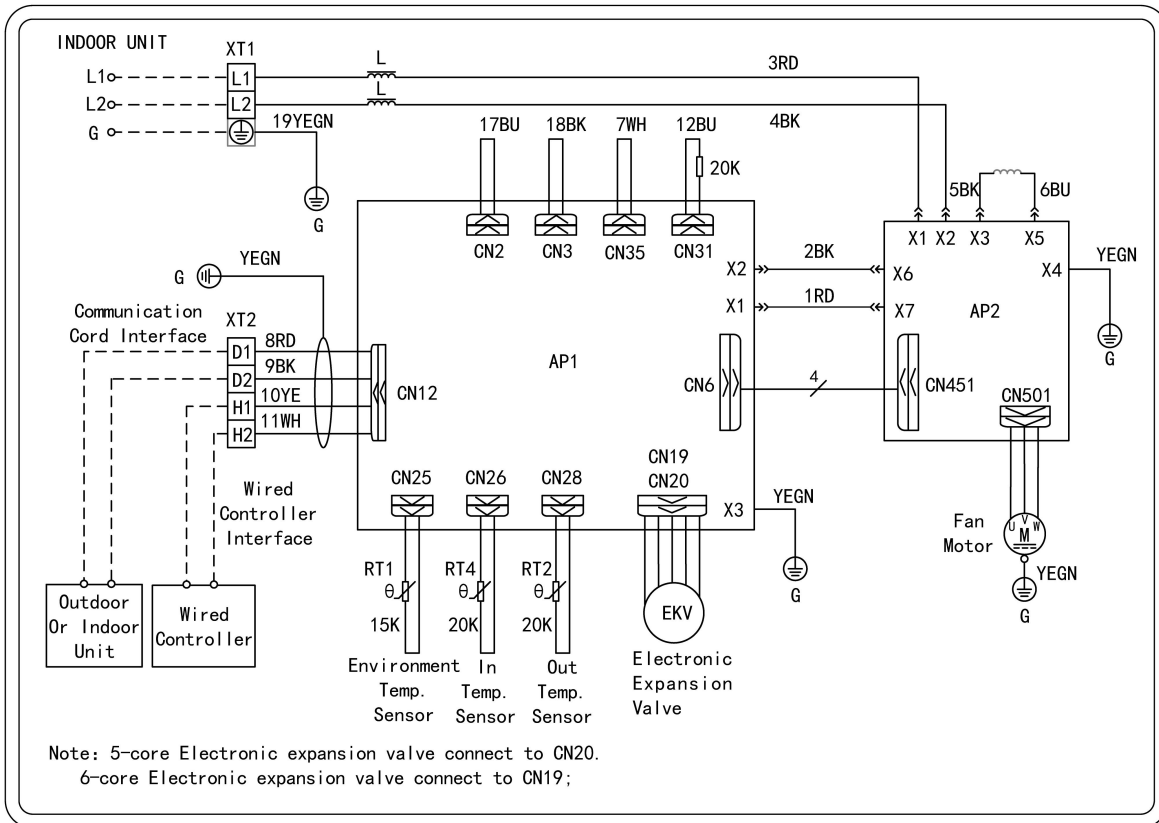 INDOOR UNIT
XT1
L1
L1
L
3RD
L2
L2
L
4BK
G
19YEGN
G
17BU
18BK
7WH
12BU
20K
CN2
CN3
CN35
CN31
5BK
6BU
X1
X2
X3
X5
X4
YEGN
G
X2
2BK
X6
X1
1RD
X7
AP2
AP1
G
YEGN
Communication
Cord Interface
XT2
D1
8RD
D2
9BK
H1
10YE
H2
11WH
CN12
CN6
4
CN451
CN501
Wired
Controller
Interface
CN25
CN26
CN28
CN19
CN20
X3
YEGN
G
Fan
Motor
U
V
W
M
YEGN
G
RT1
θ
15K
RT4
θ
20K
RT2
θ
20K
EKV
Outdoor
Or Indoor
Unit
Wired
Controller
Environment
Temp.
Sensor
In
Temp.
Sensor
Out
Temp.
Sensor
Electronic
Expansion
Valve
Note: 5-core Electronic expansion valve connect to CN20.
6-core Electronic expansion valve connect to CN19;